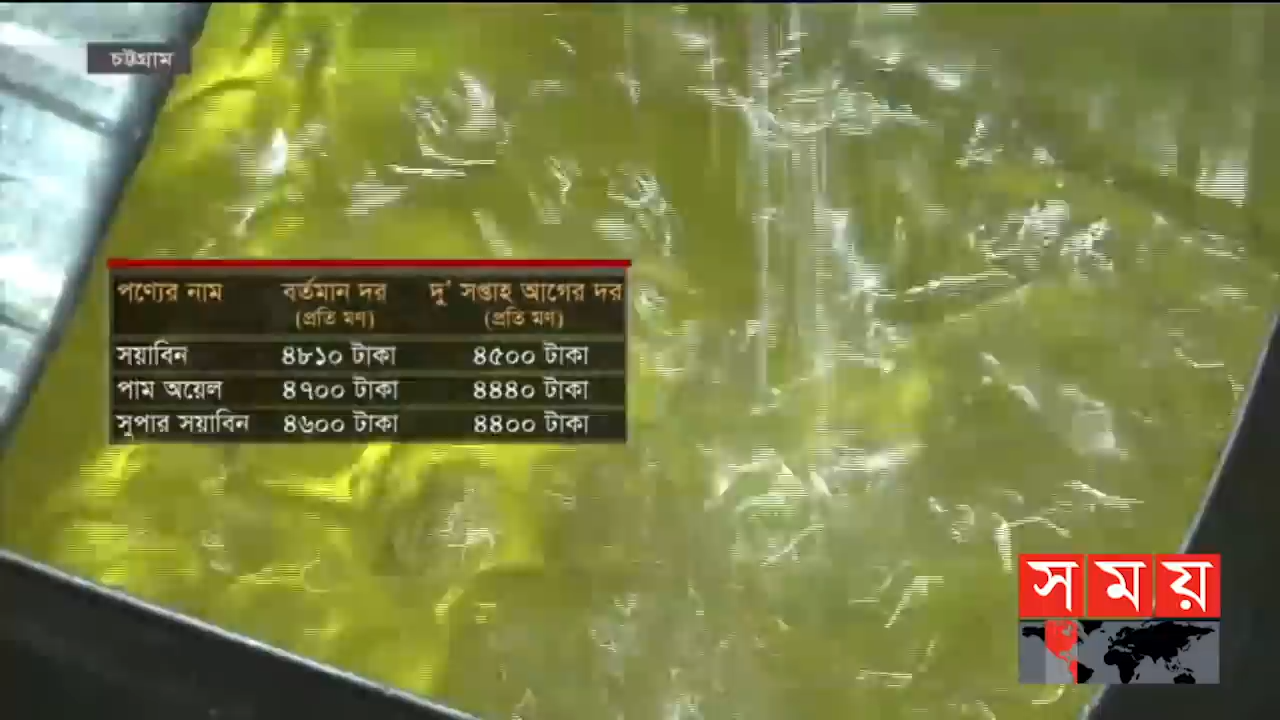 চট্টগ্রাম
পণ্যের নাম বর্তমান দর দু' সপ্তাহ আগের দর
(প্রতি মণ) (প্রতি মণ)
সয়াবিন ৪৮১০ টাকা ৪৫০০ টাকা
পাম অয়েল ৪৭০০ টাকা ৪৪৪০ টাকা
সুপার সয়াবিন ৪৬০০ টাকা ৪৪০০ টাকা
সময়